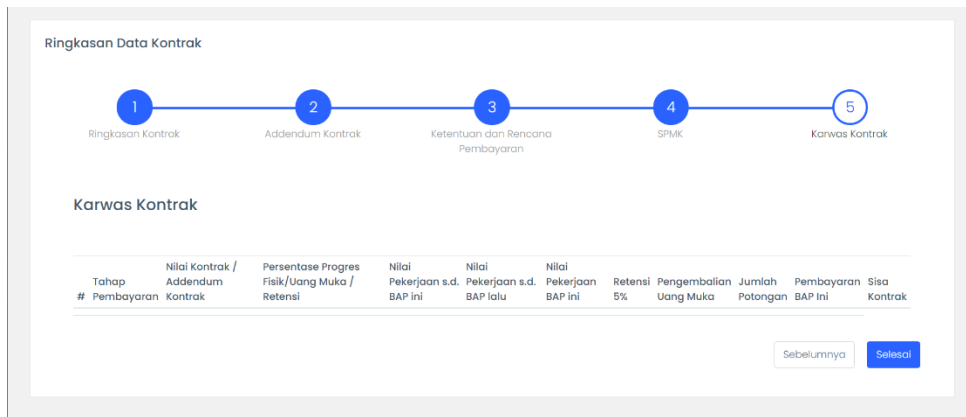 Ringkasan Data Kontrak
1 2 3 4 5
Ringkasan Kontrak Addendum Kontrak Ketentuan dan Rencana SPMK Karwas Kontrak
Pembayaran
Karwas Kontrak
Nilai Kontrak / Persentase Progres Nilai Nilai Nilai
Tahap Addendum Fisik/Uang Muka / Pekerjaan s.d. Pekerjaan s.d. Pekerjaan Retensi Pengembalian Jumlah Pembayaran Sisa
# Pembayaran Kontrak Retensi BAP ini BAP lalu BAP ini 5% Uang Muka Potongan BAP Ini Kontrak
Sebelumnya Selesai